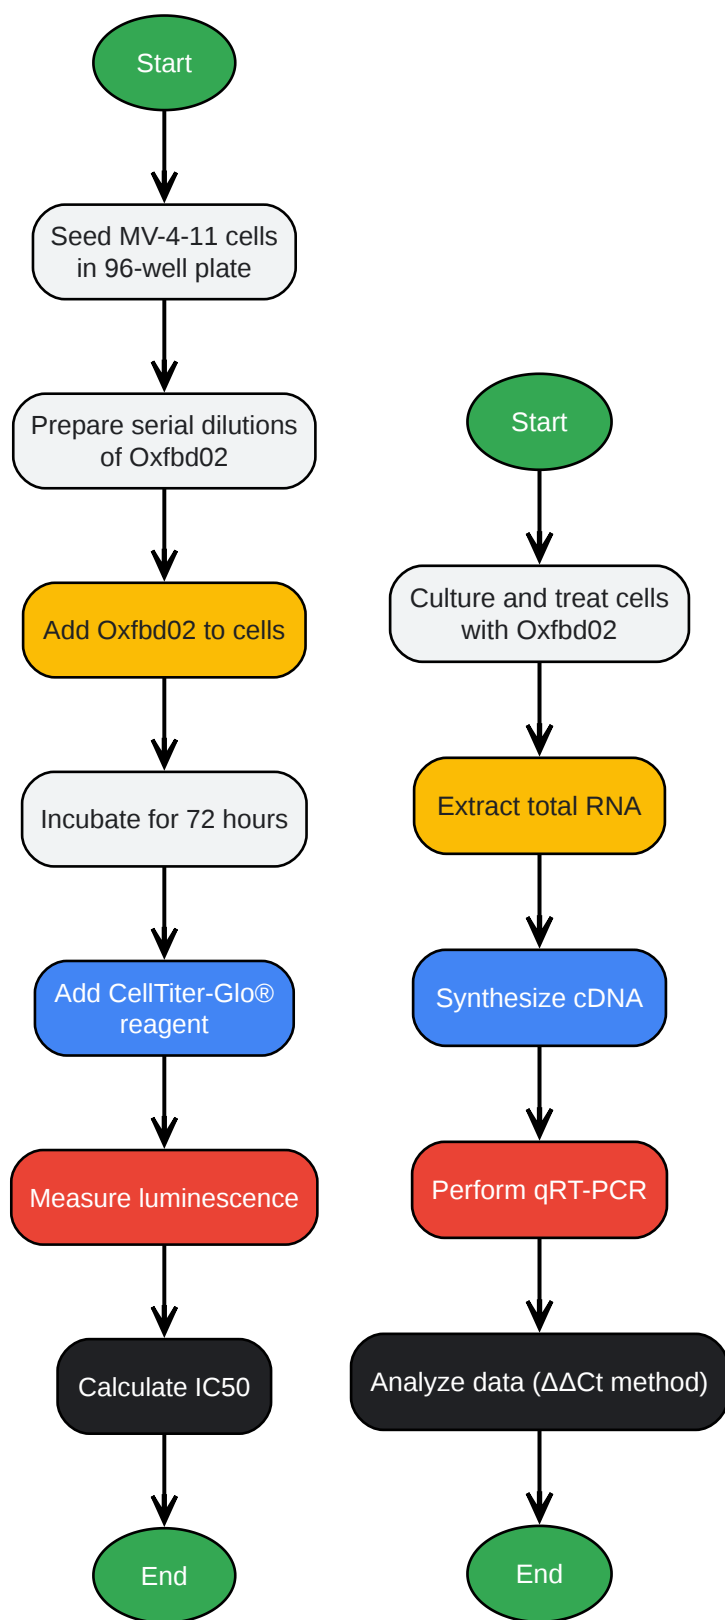 Start
Seed MV-4-11 cells
in 96-well plate
Prepare serial dilutions
of Oxfbd02
Add Oxfbd02 to cells
Incubate for 72 hours
Add CellTiter-Glo®
reagent
Measure luminescence
Calculate IC50
End
Start
Culture and treat cells
with Oxfbd02
Extract total RNA
Synthesize cDNA
Perform qRT-PCR
Analyze data (ΔΔCt method)
End